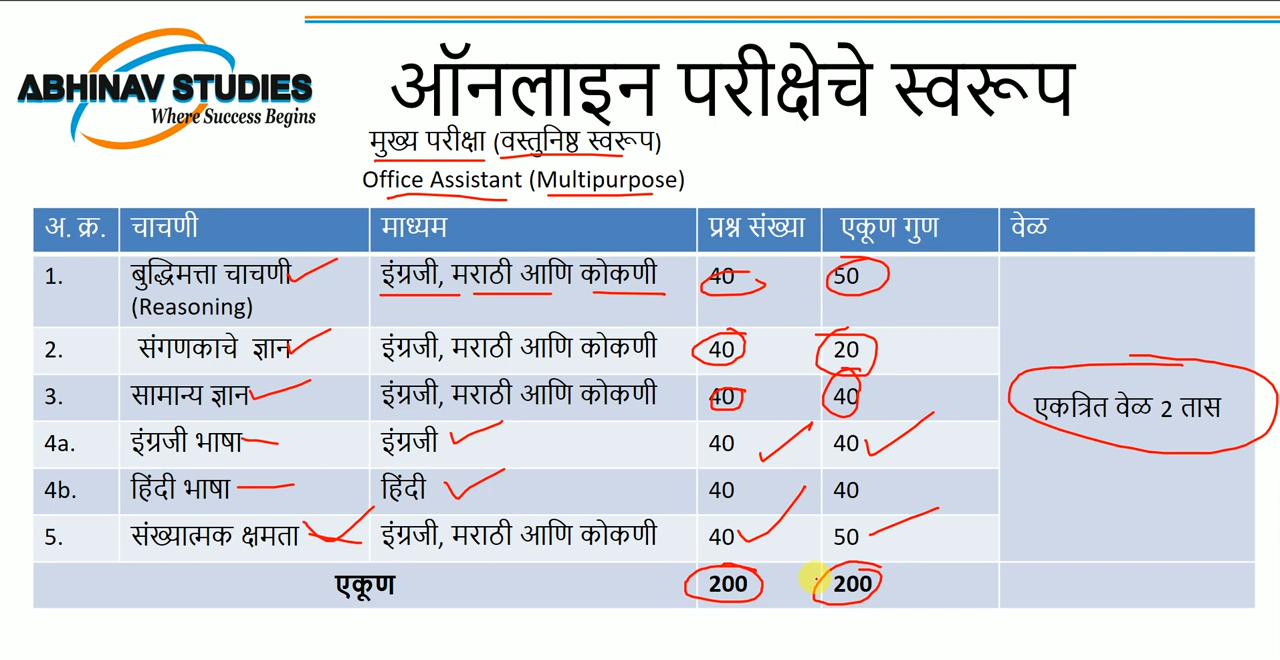 ABHINAV STUDIES
Where Success Begins
ऑनलाइन परीक्षेचे स्वरूप
मुख्य परीक्षा (वस्तुनिष्ठ स्वरूप)
Office Assistant (Multipurpose)
अ. क्र. चाचणी माध्यम प्रश्न संख्या एकूण गुण वेळ
1. बुद्धिमत्ता चाचणी इंग्रजी, मराठी आणि कोकणी 40 50
(Reasoning)
2. संगणकाचे ज्ञान इंग्रजी, मराठी आणि कोकणी 40 20
3. सामान्य ज्ञान इंग्रजी, मराठी आणि कोकणी 40 40
एकत्रित वेळ 2 तास
4a. इंग्रजी भाषा इंग्रजी 40 40
4b. हिंदी भाषा हिंदी 40 40
5. संख्यात्मक क्षमता इंग्रजी, मराठी आणि कोकणी 40 50
एकूण 200 200